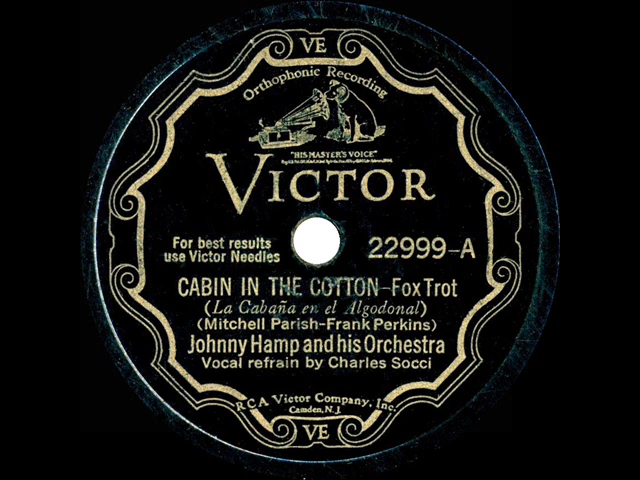 VE
Orthophonic Recording
"HIS MASTER'S VOICE"
VICTOR
For best results
use Victor Needles
22999-A
CABIN IN THE COTTON-Fox Trot
(La Cabaña en el Algodonal)
(Mitchell Parish-Frank Perkins)
Johnny Hamp and his Orchestra
Vocal refrain by Charles Socci
RCA Victor Company, Inc.
Camden, N.J.
VE